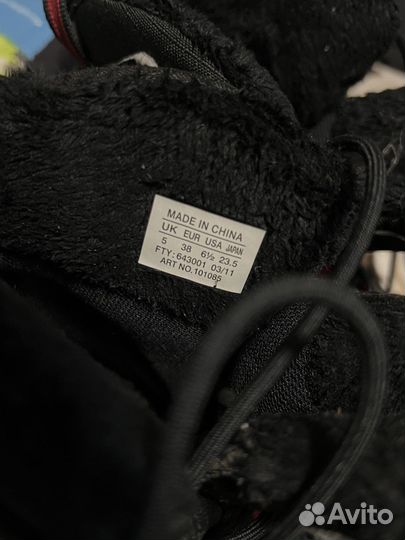 MADE IN CHINA
UK EUR USA JAPAN
5 38 6½ 23.5
FTY: 643001 03/11
ART NO.101085
Avito